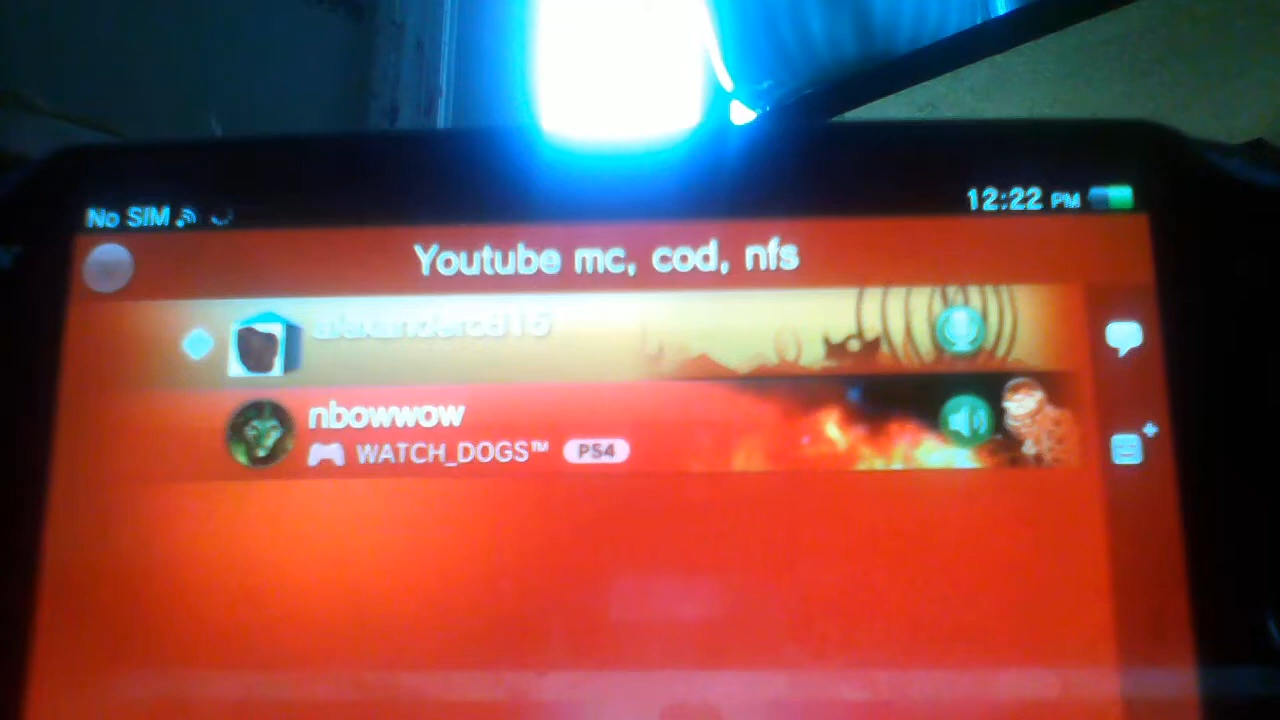 No SIM
12:22 PM
Youtube mc, cod, nfs
nbowwow
WATCH_DOGS™ PS4